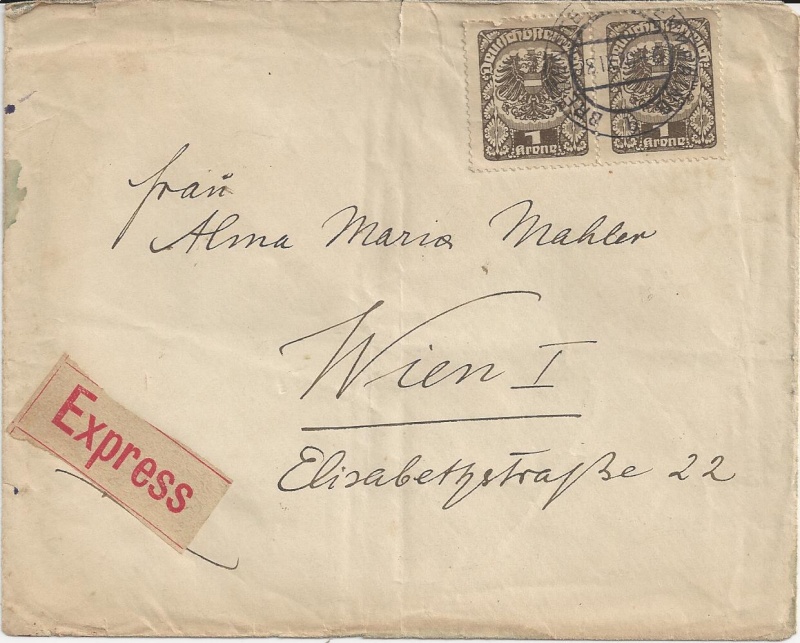 Deutschösterreich
1
Krone
Deutschösterreich
1
Krone
Frau
Alma Maria Mahler
Wien I
Elisabethstraße 22
Express